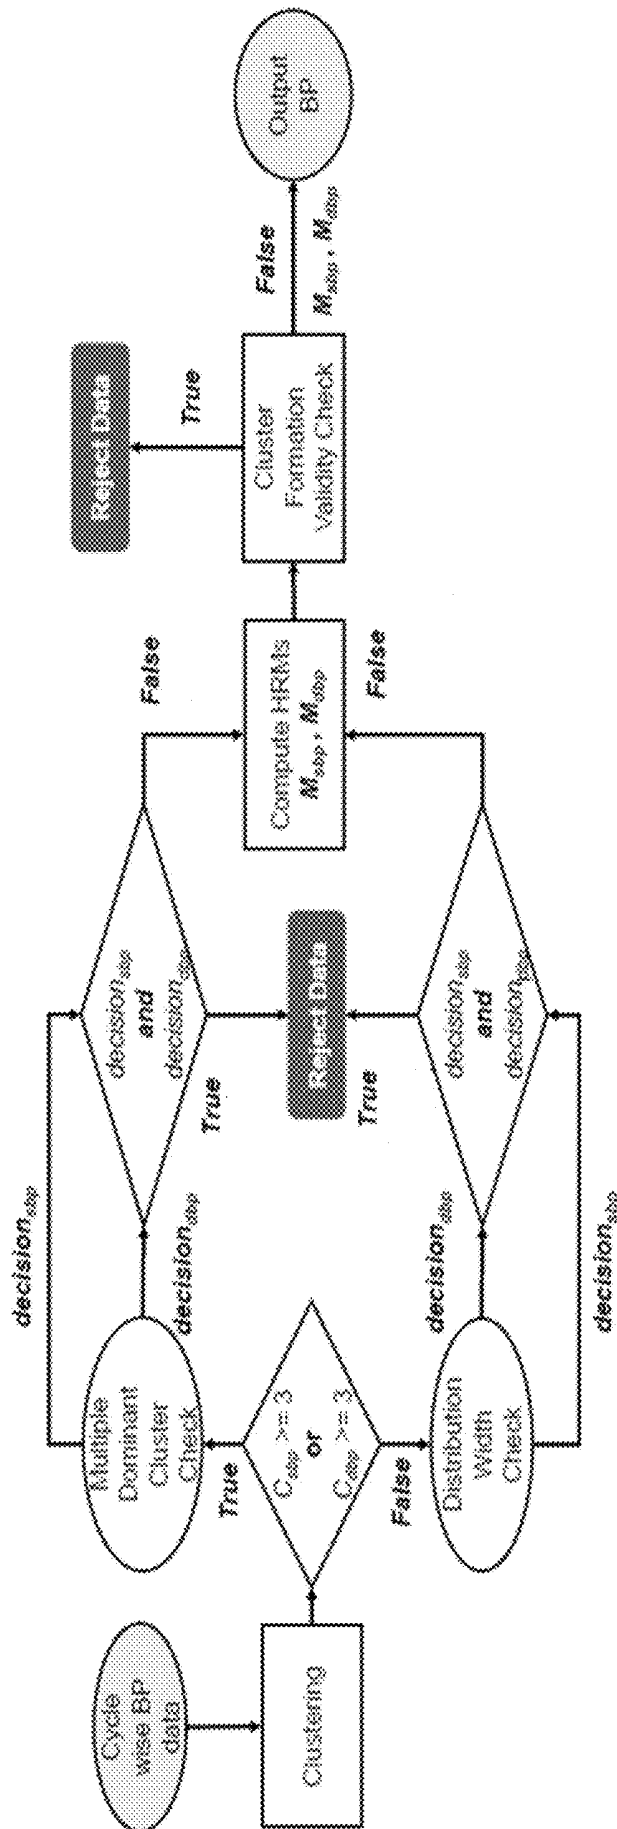 Cycle
wise BP
data
Clustering
C_sbp >= 3
or
C_dbp >= 3
True
False
Multiple
Dominant
Cluster
Check
Distribution
Width
Check
decision_sbp
decision_dbp
decision_dbp
decision_sbp
decision_sbp
and
decision_dbp
True
False
Reject Data
decision_sbp
and
decision_dbp
True
False
Compute HRMs
M_sbp, M_dbp
Cluster
Formation
Validity Check
True
Reject Data
False
M_sbp, M_dbp
Output
BP